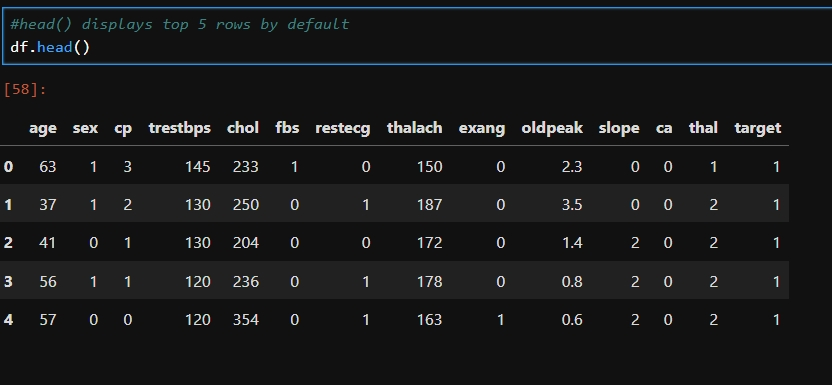 #head() displays top 5 rows by default
df.head()
[58]:
age sex cp trestbps chol fbs restecg thalach exang oldpeak slope ca thal target
0 63 1 3 145 233 1 0 150 0 2.3 0 0 1 1
1 37 1 2 130 250 0 1 187 0 3.5 0 0 2 1
2 41 0 1 130 204 0 0 172 0 1.4 2 0 2 1
3 56 1 1 120 236 0 1 178 0 0.8 2 0 2 1
4 57 0 0 120 354 0 1 163 1 0.6 2 0 2 1